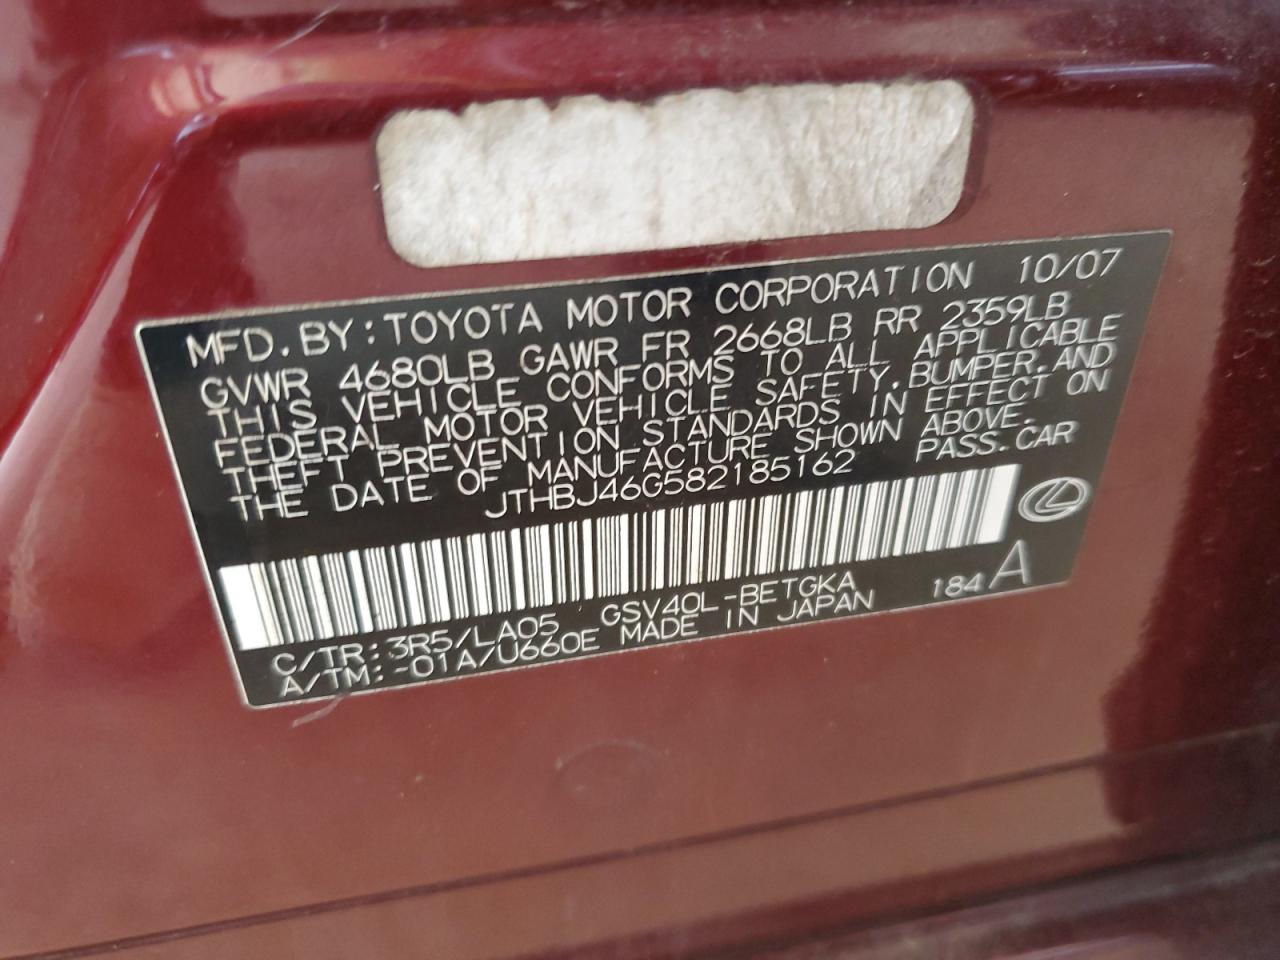 MFD. BY: TOYOTA MOTOR CORPORATION 10/07
GVWR 4680LB GAWR FR 2668LB RR 2359LB
THIS VEHICLE CONFORMS TO ALL APPLICABLE
FEDERAL MOTOR VEHICLE SAFETY, BUMPER, AND
THEFT PREVENTION STANDARDS IN EFFECT ON
THE DATE OF MANUFACTURE SHOWN ABOVE.
JTHBJ46G582185162 PASS. CAR
C/TR: 3R5/LA05 GSV40L-BETGKA 184 A
A/TM: -01A/U660E MADE IN JAPAN